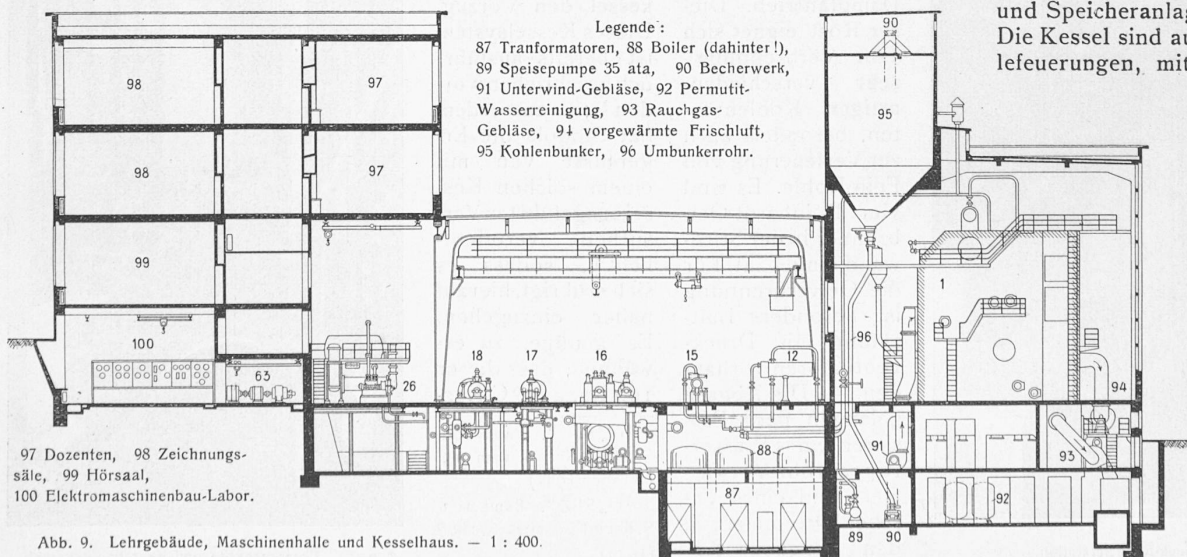 Legende:
87 Tranformatoren, 88 Boiler (dahinter!),
89 Speisepumpe 35 ata, 90 Becherwerk,
91 Unterwind-Gebläse, 92 Permutit-
Wasserreinigung, 93 Rauchgas-
Gebläse, 94 vorgewärmte Frischluft,
95 Kohlenbunker, 96 Umbunkerrohr.
und Speicheranlag
Die Kessel sind au
lefeuerungen, mit
90
98
97
95
98
97
99
1
100
63
26
18
17
16
15
12
96
94
91
93
88
87
92
89
90
97 Dozenten, 98 Zeichnungs-
säle, 99 Hörsaal,
100 Elektromaschinenbau-Labor.
Abb. 9. Lehrgebäude, Maschinenhalle und Kesselhaus. — 1 : 400.